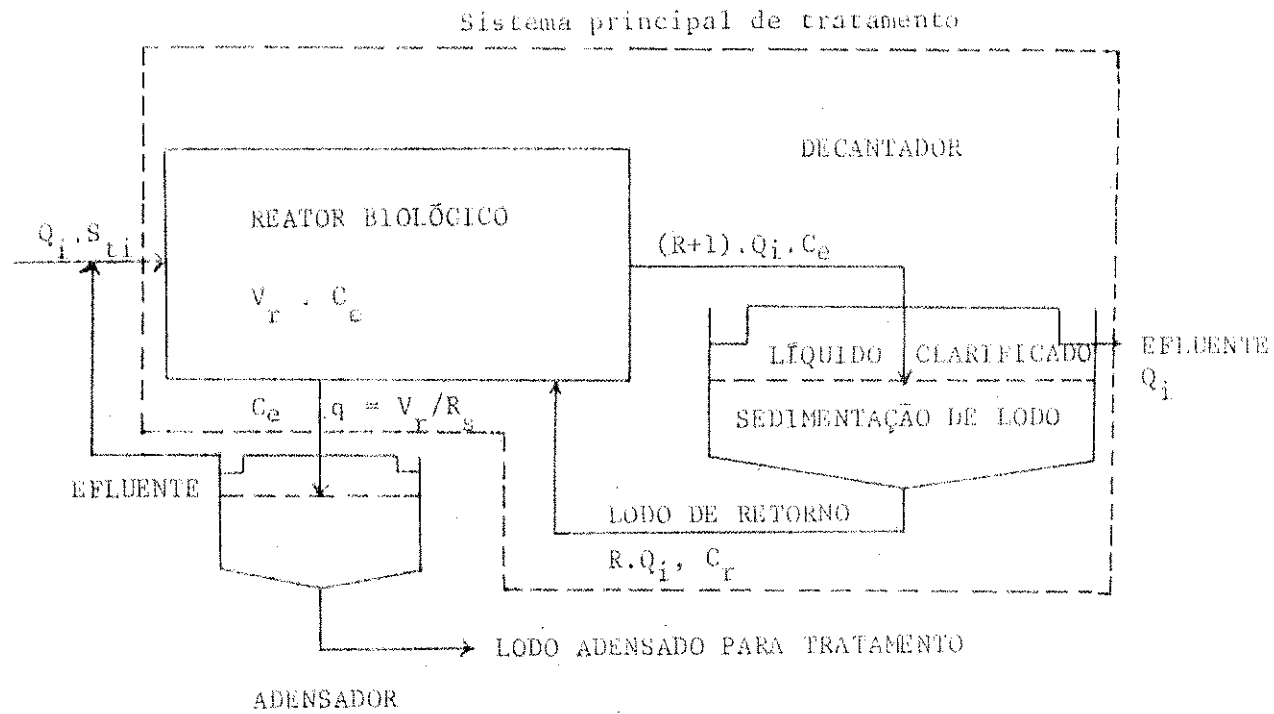 Sistema principal de tratamento
DECANTADOR
REATOR BIOLÓGICO
Q_i.S_ti
(R+1).Q_i.C_e
V_r . C_e
LÍQUIDO CLARIFICADO
EFLUENTE
Q_i
C_e q = V_r/R_s
SEDIMENTAÇÃO DE LODO
EFLUENTE
LODO DE RETORNO
R.Q_i, C_r
LODO ADENSADO PARA TRATAMENTO
ADENSADOR